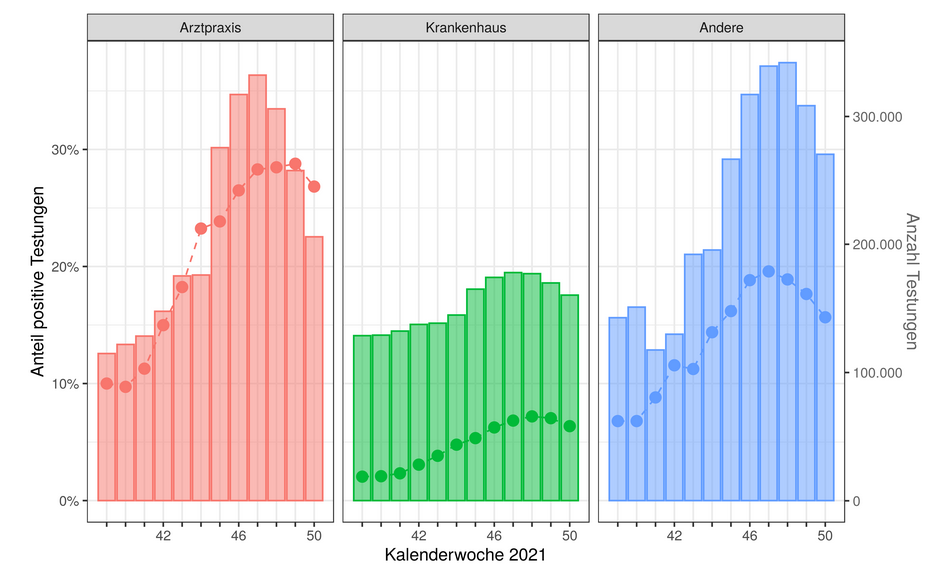 Arztpraxis
Krankenhaus
Andere
Anteil positive Testungen
30%
20%
10%
0%
300.000
200.000
100.000
0
Anzahl Testungen
42
46
50
42
46
50
42
46
50
Kalenderwoche 2021